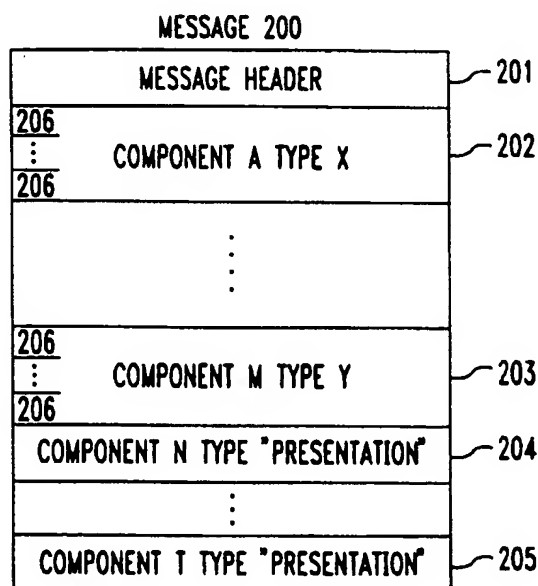 MESSAGE 200
MESSAGE HEADER 201
206
COMPONENT A TYPE X 202
206
206
COMPONENT M TYPE Y 203
206
COMPONENT N TYPE "PRESENTATION" 204
COMPONENT T TYPE "PRESENTATION" 205